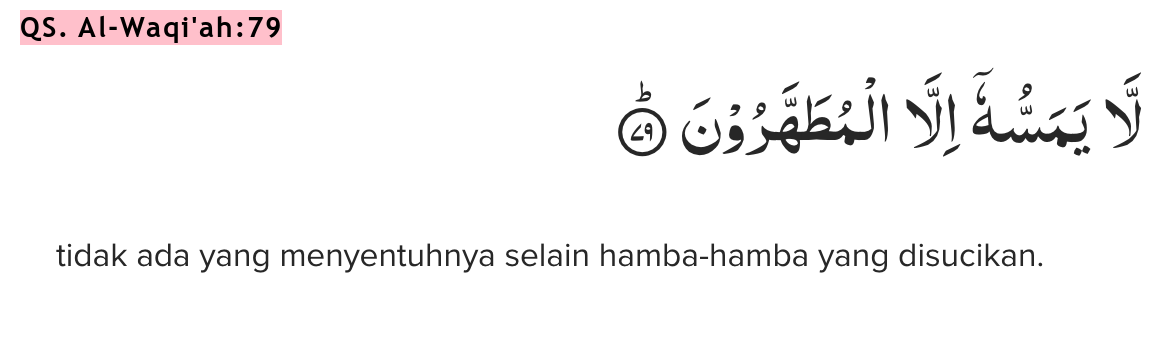 QS. Al-Waqi'ah:79
لَّا يَمَسُّهٗٓ اِلَّا الْمُطَهَّرُوْنَۗ ۝٧٩
tidak ada yang menyentuhnya selain hamba-hamba yang disucikan.